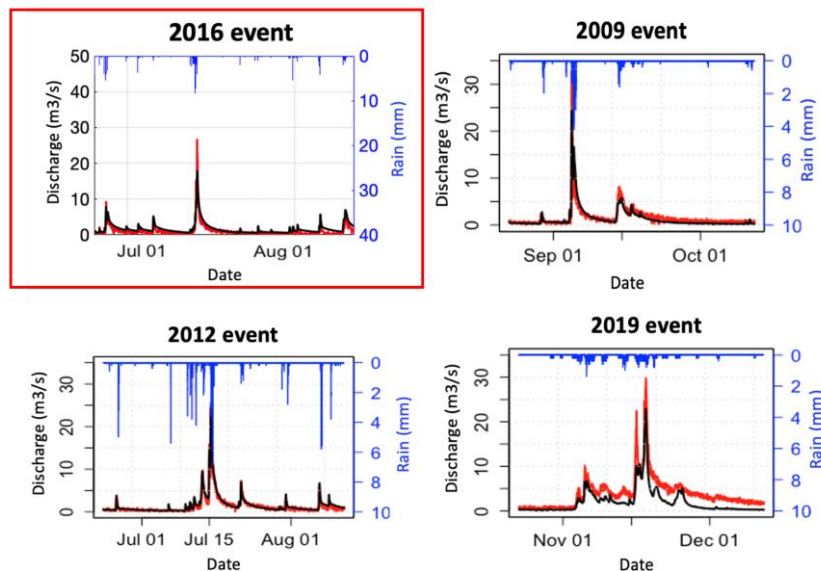 2016 event
50
40
30
20
10
0
Discharge (m3/s)
0
10
20
30
40
Rain (mm)
Jul 01
Aug 01
Date
2009 event
30
20
10
0
Discharge (m3/s)
0
2
4
6
8
10
Rain (mm)
Sep 01
Oct 01
Date
2012 event
30
20
10
0
Discharge (m3/s)
0
2
4
6
8
10
Rain (mm)
Jul 01
Jul 15
Aug 01
Date
2019 event
30
20
10
0
Discharge (m3/s)
0
2
4
6
8
10
Rain (mm)
Nov 01
Dec 01
Date